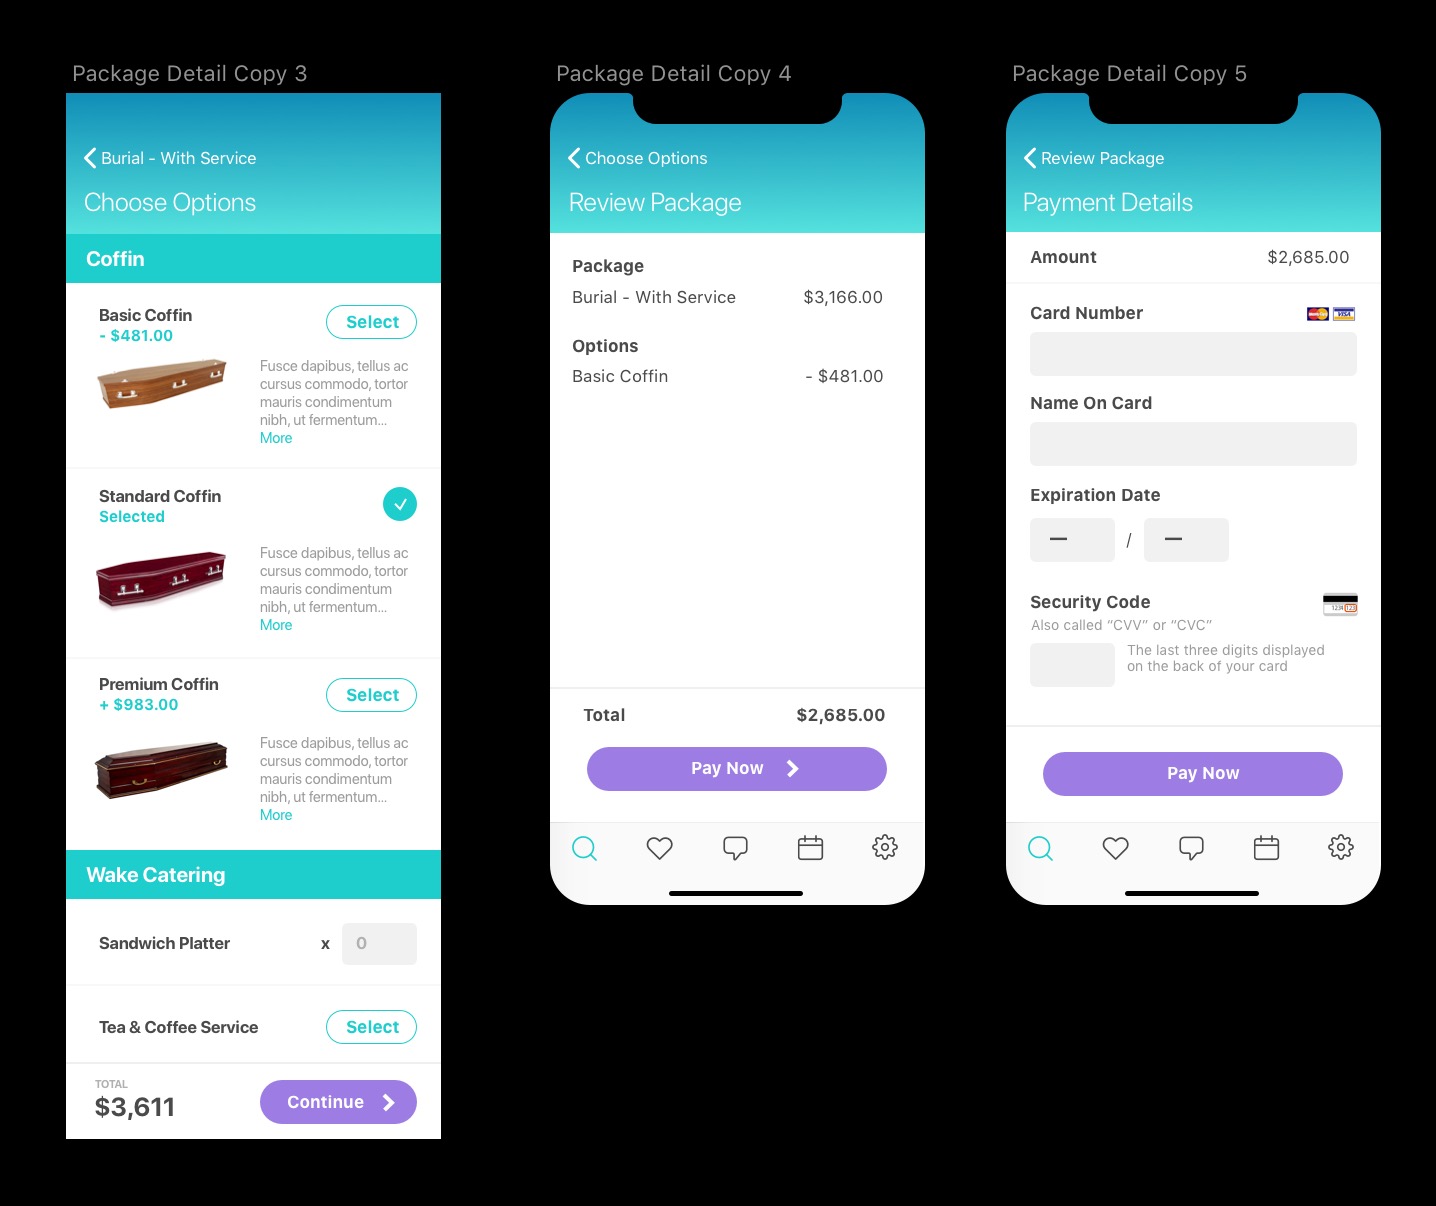 Package Detail Copy 3
Burial - With Service
Choose Options
Coffin
Basic Coffin
- $481.00
Select
Fusce dapibus, tellus ac
cursus commodo, tortor
mauris condimentum
nibh, ut fermentum...
More
Standard Coffin
Selected
Fusce dapibus, tellus ac
cursus commodo, tortor
mauris condimentum
nibh, ut fermentum...
More
Premium Coffin
+ $983.00
Select
Fusce dapibus, tellus ac
cursus commodo, tortor
mauris condimentum
nibh, ut fermentum...
More
Wake Catering
Sandwich Platter x 0
Tea & Coffee Service Select
TOTAL
$3,611
Continue
Package Detail Copy 4
Choose Options
Review Package
Package
Burial - With Service $3,166.00
Options
Basic Coffin - $481.00
Total $2,685.00
Pay Now
Package Detail Copy 5
Review Package
Payment Details
Amount $2,685.00
Card Number
VISA
Name On Card
Expiration Date
— / —
Security Code
1234 123
Also called “CVV” or “CVC”
The last three digits displayed
on the back of your card
Pay Now